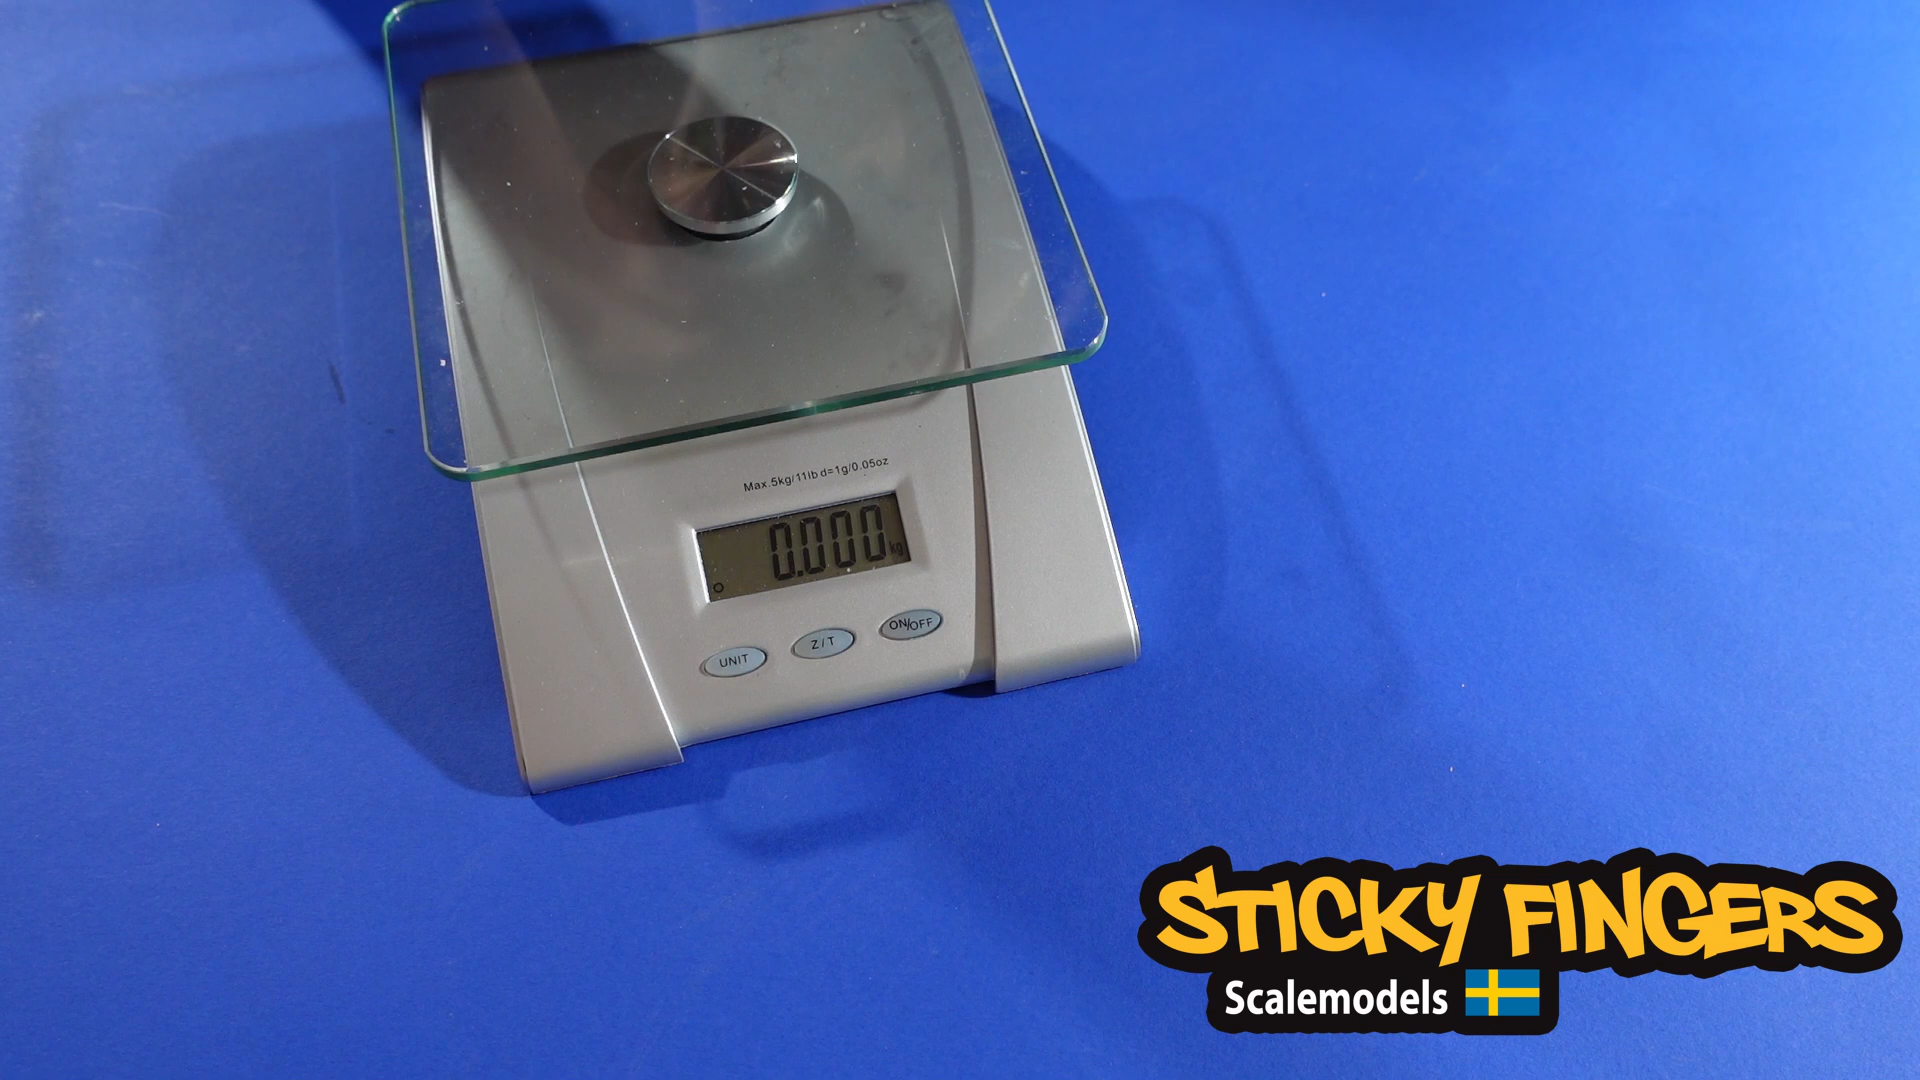 Max.5kg/11lb d=1g/0.05oz
0.000 kg
UNIT Z/T ON/OFF
STICKY FINGERS
Scalemodels